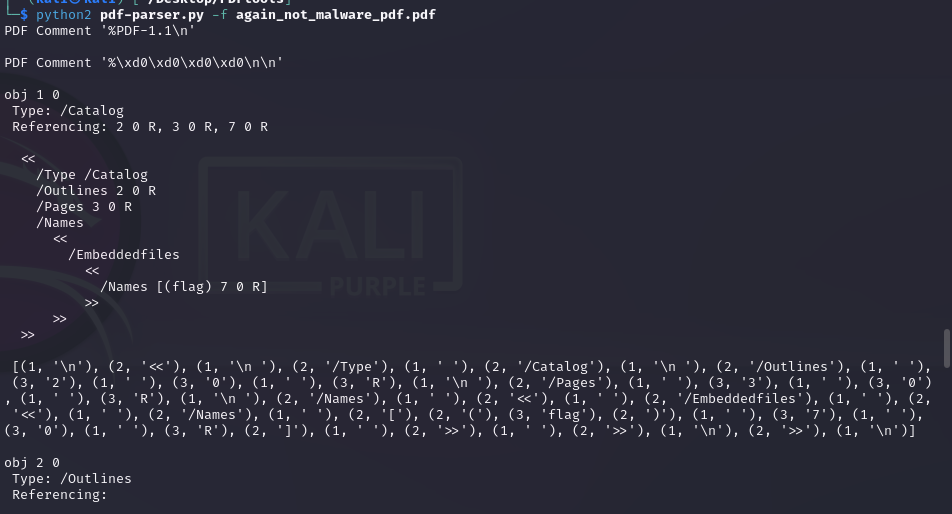 (kali㉿kali)-[~/Desktop/PDFtools]
└─$ python2 pdf-parser.py -f again_not_malware_pdf.pdf
PDF Comment '%PDF-1.1\n'
PDF Comment '%\xd0\xd0\xd0\xd0\n\n'
obj 1 0
Type: /Catalog
Referencing: 2 0 R, 3 0 R, 7 0 R
<<
/Type /Catalog
/Outlines 2 0 R
/Pages 3 0 R
/Names
<<
/Embeddedfiles
<<
/Names [(flag) 7 0 R]
>>
>>
>>
KALI
PURPLE
[(1, '\n'), (2, '<<'), (1, '\n '), (2, '/Type'), (1, ' '), (2, '/Catalog'), (1, '\n '), (2, '/Outlines'), (1, ' '),
(3, '2'), (1, ' '), (3, '0'), (1, ' '), (3, 'R'), (1, '\n '), (2, '/Pages'), (1, ' '), (3, '3'), (1, ' '), (3, '0')
, (1, ' '), (3, 'R'), (1, '\n '), (2, '/Names'), (1, ' '), (2, '<<'), (1, ' '), (2, '/Embeddedfiles'), (1, ' '), (2,
'<<'), (1, ' '), (2, '/Names'), (1, ' '), (2, '['), (2, '('), (3, 'flag'), (2, ')'), (1, ' '), (3, '7'), (1, ' '),
(3, '0'), (1, ' '), (3, 'R'), (2, ']'), (1, ' '), (2, '>>'), (1, ' '), (2, '>>'), (1, '\n'), (2, '>>'), (1, '\n')]
obj 2 0
Type: /Outlines
Referencing: